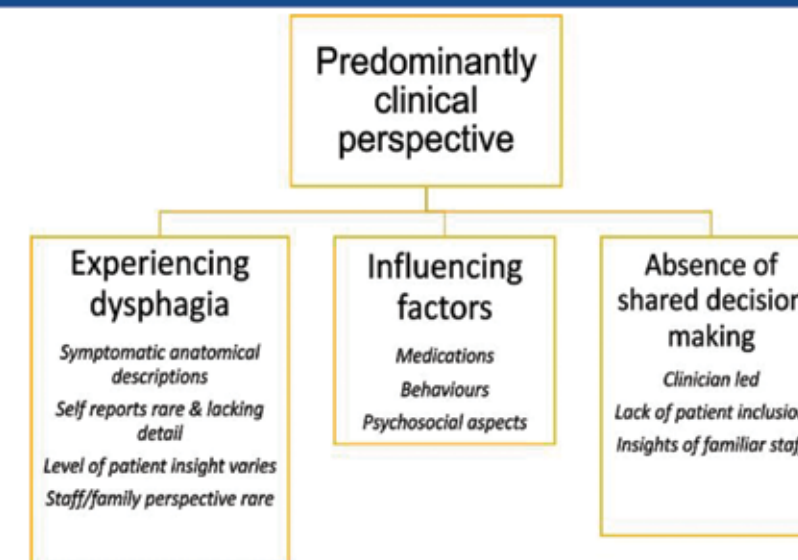 Predominantly
clinical
perspective
Experiencing
dysphagia
Symptomatic anatomical
descriptions
Self reports rare & lacking
detail
Level of patient insight varies
Staff/family perspective rare
Influencing
factors
Medications
Behaviours
Psychosocial aspects
Absence of
shared decision
making
Clinician led
Lack of patient inclusion
Insights of familiar staff